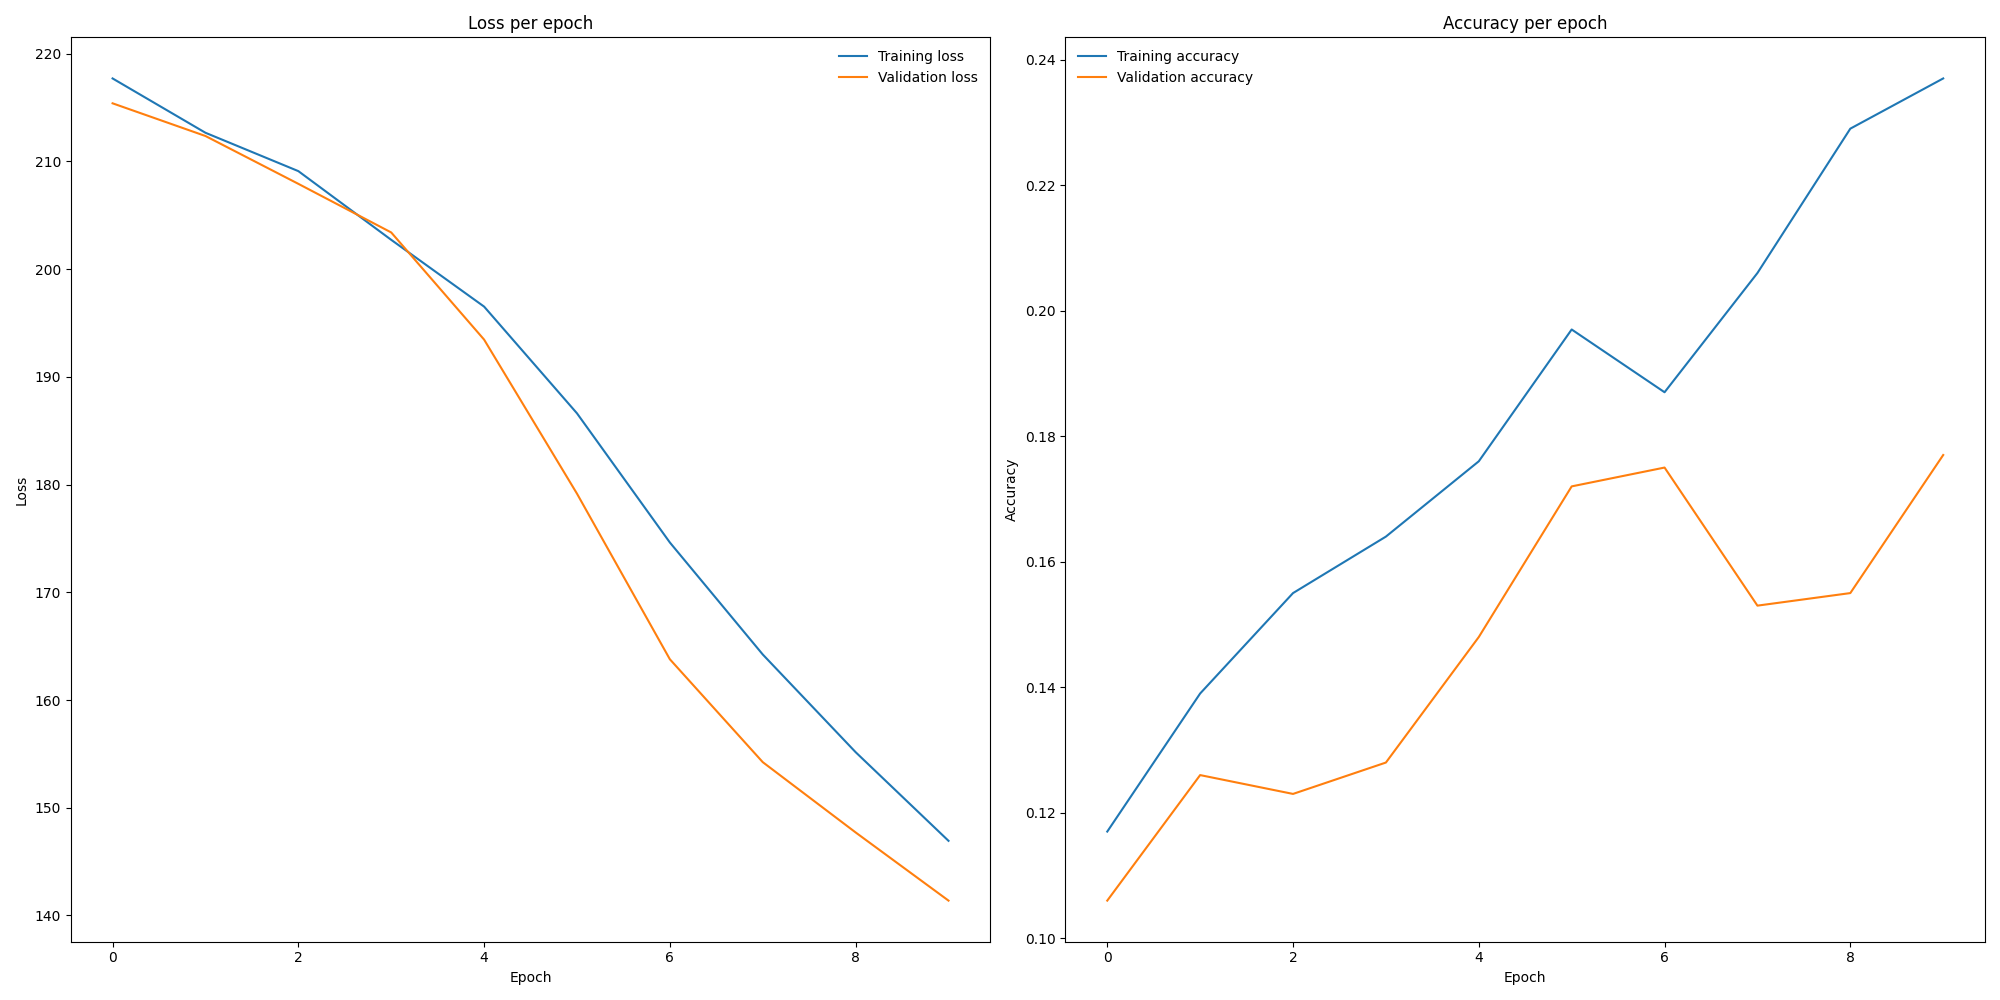 Loss per epoch
Training loss
Validation loss
220
210
200
190
180
170
160
150
140
Loss
0 2 4 6 8
Epoch
Accuracy per epoch
Training accuracy
Validation accuracy
0.24
0.22
0.20
0.18
0.16
0.14
0.12
0.10
Accuracy
0 2 4 6 8
Epoch